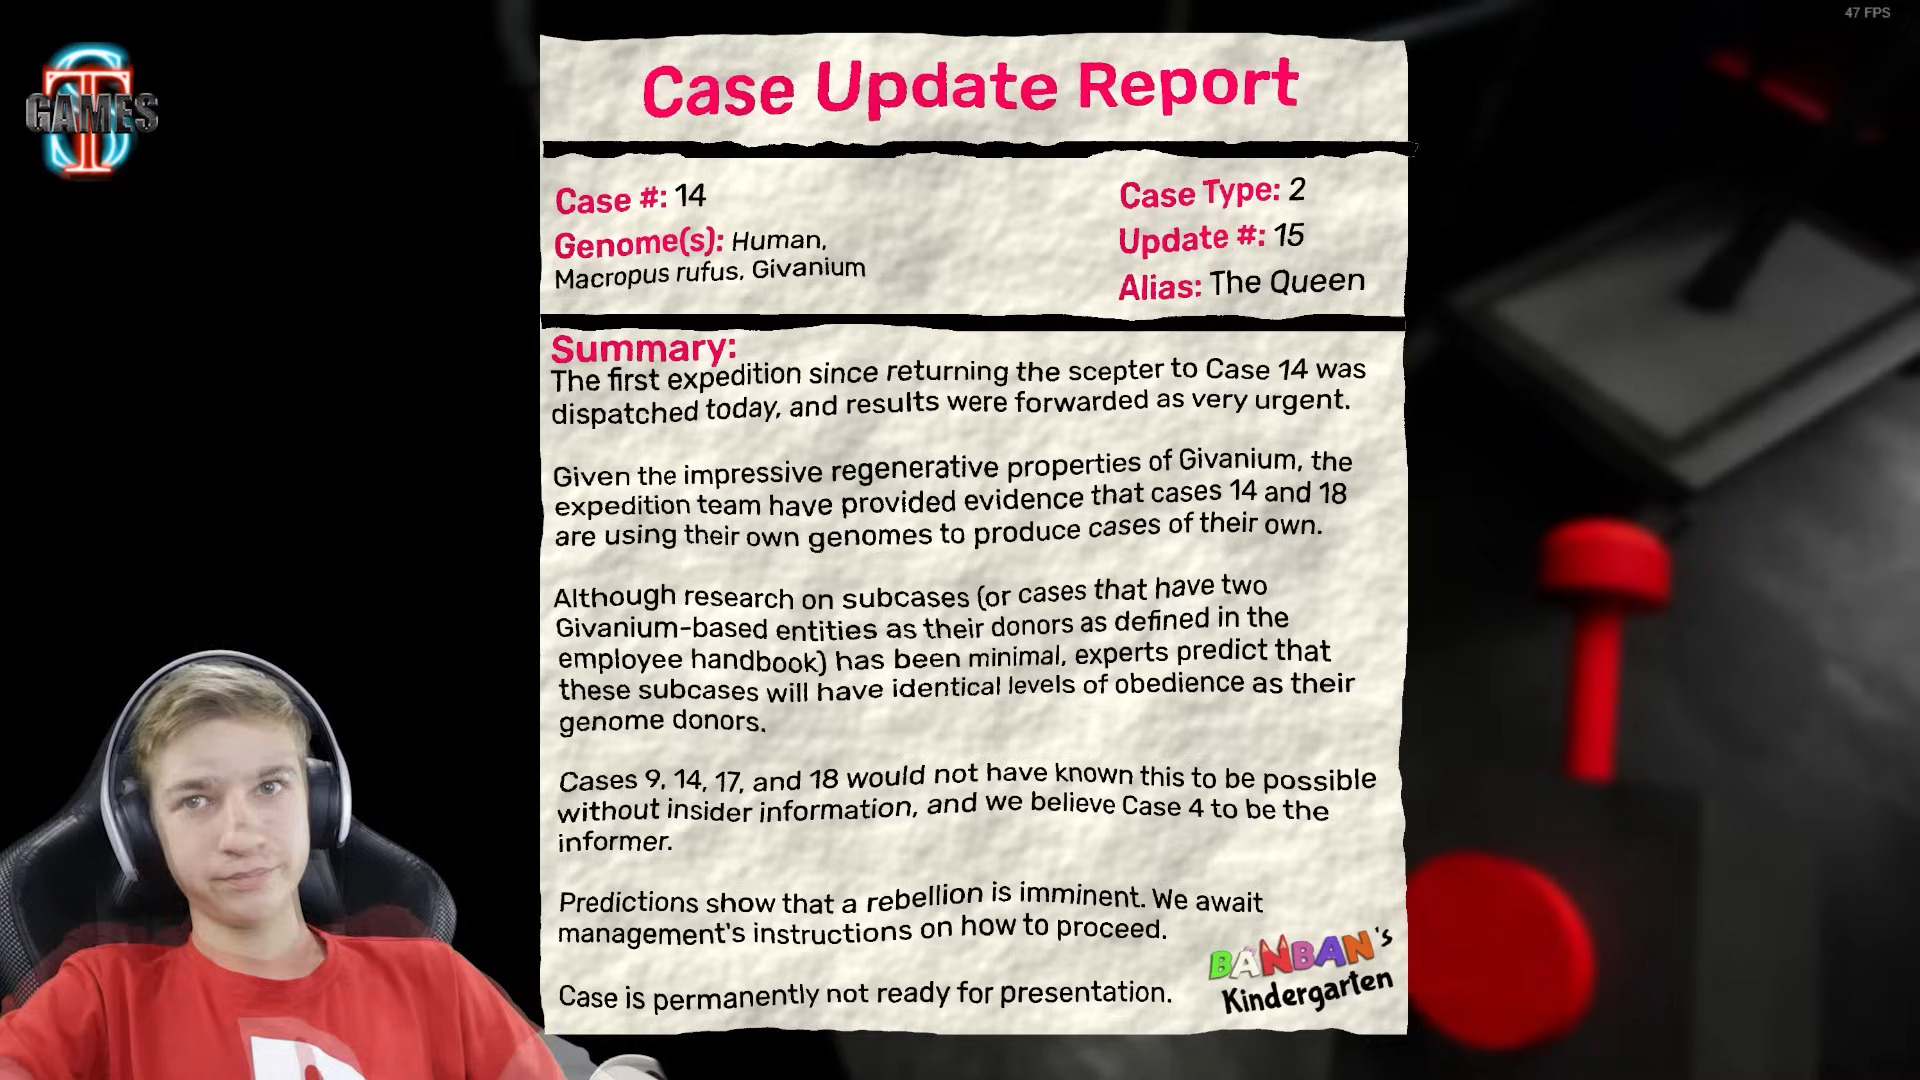 47 FPS
GAMES
Case Update Report
Case #: 14
Genome(s): Human,
Macropus rufus, Givanium
Case Type: 2
Update #: 15
Alias: The Queen
Summary:
The first expedition since returning the scepter to Case 14 was
dispatched today, and results were forwarded as very urgent.
Given the impressive regenerative properties of Givanium, the
expedition team have provided evidence that cases 14 and 18
are using their own genomes to produce cases of their own.
Although research on subcases (or cases that have two
Givanium-based entities as their donors as defined in the
employee handbook) has been minimal, experts predict that
these subcases will have identical levels of obedience as their
genome donors.
Cases 9, 14, 17, and 18 would not have known this to be possible
without insider information, and we believe Case 4 to be the
informer.
Predictions show that a rebellion is imminent. We await
management's instructions on how to proceed.
Case is permanently not ready for presentation.
BANBAN's
Kindergarten